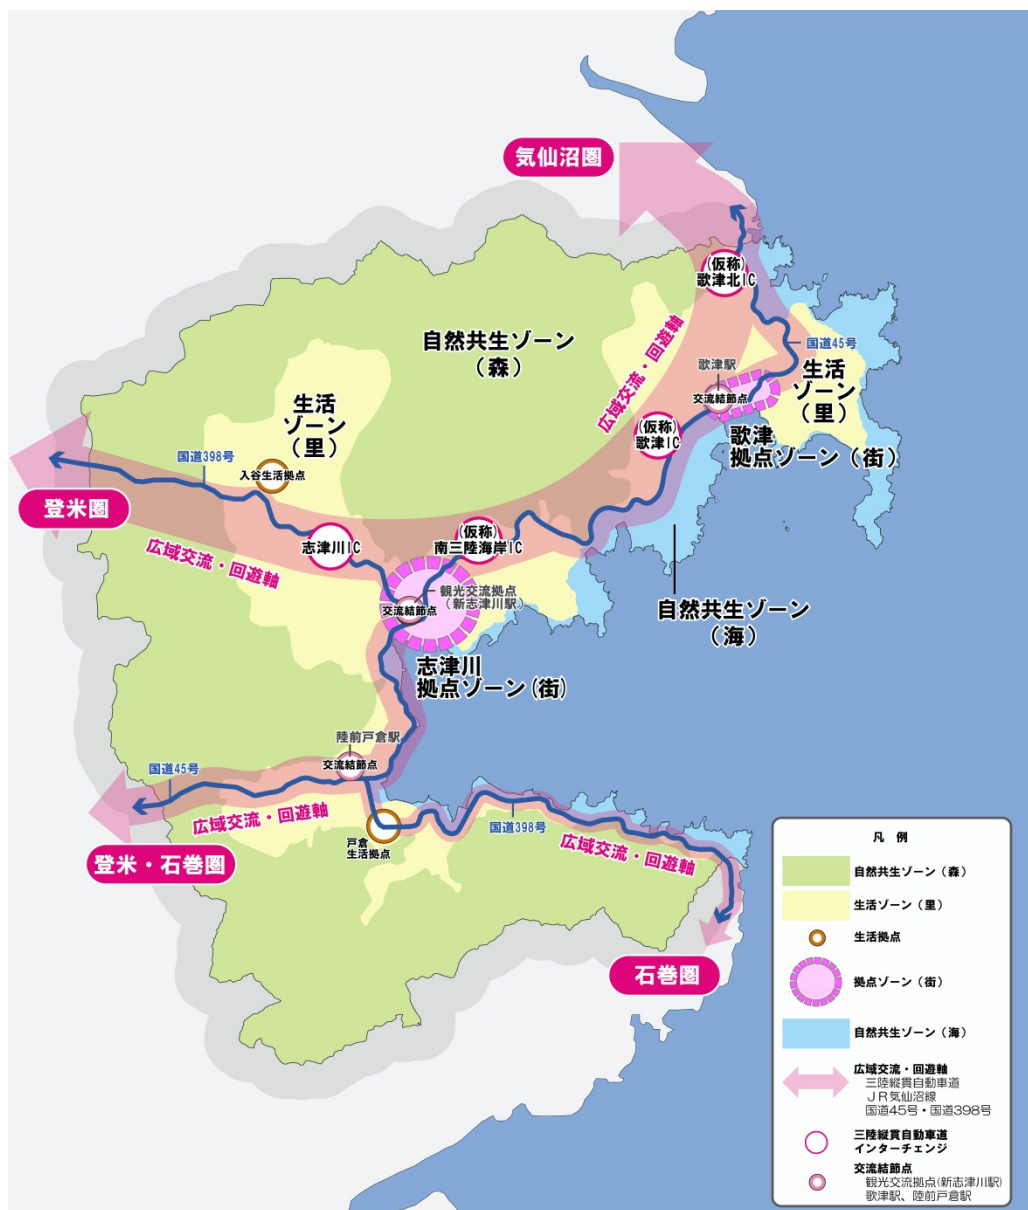 気仙沼圏
(仮称)
歌津北IC
自然共生ゾーン
（森）
広域交流・回遊軸
国道45号
歌津駅
交流結節点
生活
ゾーン
（里）
生活
ゾーン
（里）
(仮称)
歌津IC
歌津
拠点ゾーン（街）
国道398号
入谷生活拠点
登米圏
志津川IC
(仮称)
南三陸海岸IC
広域交流・回遊軸
観光交流拠点
（新志津川駅）
交流結節点
自然共生ゾーン
（海）
志津川
拠点ゾーン(街)
陸前戸倉駅
交流結節点
国道45号
広域交流・回遊軸
国道398号
戸倉
生活拠点
広域交流・回遊軸
登米・石巻圏
石巻圏
凡 例
自然共生ゾーン（森）
生活ゾーン（里）
生活拠点
拠点ゾーン（街）
自然共生ゾーン（海）
広域交流・回遊軸
三陸縦貫自動車道
ＪＲ気仙沼線
国道45号・国道398号
三陸縦貫自動車道
インターチェンジ
交流結節点
観光交流拠点(新志津川駅)
歌津駅、陸前戸倉駅